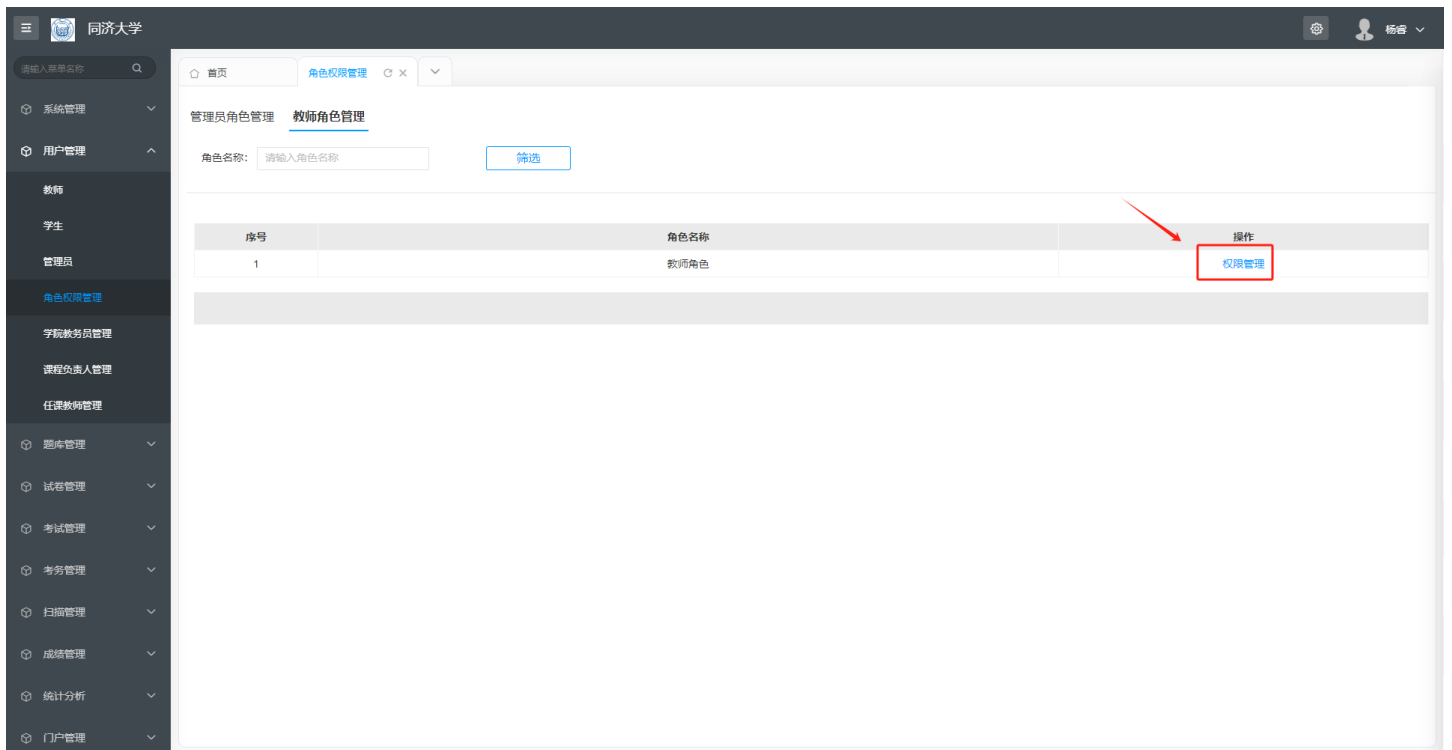 同济大学
杨睿
请输入菜单名称
系统管理
用户管理
教师
学生
管理员
角色权限管理
学院教务员管理
课程负责人管理
任课教师管理
题库管理
试卷管理
考试管理
考务管理
扫描管理
成绩管理
统计分析
门户管理
首页
角色权限管理
管理员角色管理 教师角色管理
角色名称: 请输入角色名称 筛选
序号 角色名称 操作
1 教师角色 权限管理